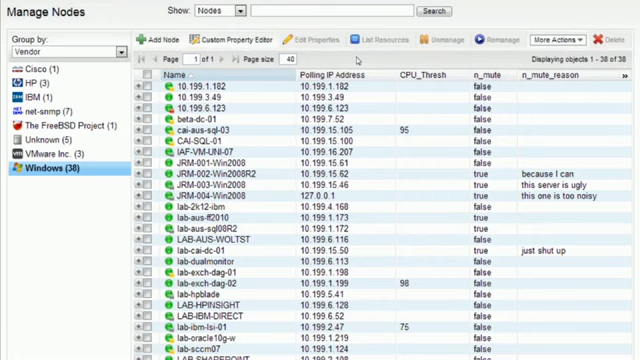 Manage Nodes
Show: Nodes Search
Group by:
Vendor
Cisco (1)
HP (3)
IBM (1)
net-snmp (7)
The FreeBSD Project (1)
Unknown (5)
VMware Inc. (3)
Windows (38)
Add Node Custom Property Editor Edit Properties List Resources Unmanage Remanage More Actions Delete
Page 1 of 1 Page size 40 Displaying objects 1 - 38 of 38
Name Polling IP Address CPU_Thresh n_mute n_mute_reason »
10.199.1.182 10.199.1.182 false
10.199.3.49 10.199.3.49 false
10.199.6.123 10.199.6.123 false
beta-dc-01 10.199.7.52 false
cai-aus-sql-03 10.199.15.105 95 false
CAI-SQL-01 10.199.15.100 false
IAF-VM-UNI-07 10.199.16.207 false
JRM-001-Win2008 10.199.15.61 false
JRM-002-Win2008R2 10.199.15.62 true because I can
JRM-003-Win2008 10.199.15.46 true this server is ugly
JRM-004-Win2008 127.0.0.1 true this one is too noisy
lab-2k12-ibm 10.199.4.168 false
lab-aus-ff2010 10.199.1.173 true
lab-aus-sql08R2 10.199.1.172 true
LAB-AUS-WOLTST 10.199.6.116 false
lab-cai-dc-01 10.199.15.50 true just shut up
lab-dualmonitor 10.199.6.113 false
lab-exch-dag-01 10.199.1.198 false
lab-exch-dag-02 10.199.1.199 98 false
lab-hpblade 10.199.5.41 false
LAB-HPINSIGHT 10.199.6.127 false
LAB-HPSIM 10.199.6.52 false
lab-ibm-lsi-01 10.199.2.47 75 false
lab-oracle10g-w 10.199.1.124 false
lab-sccm07 10.199.1.124 false
LAB-SHAREPOINT 10.199.6.131 false